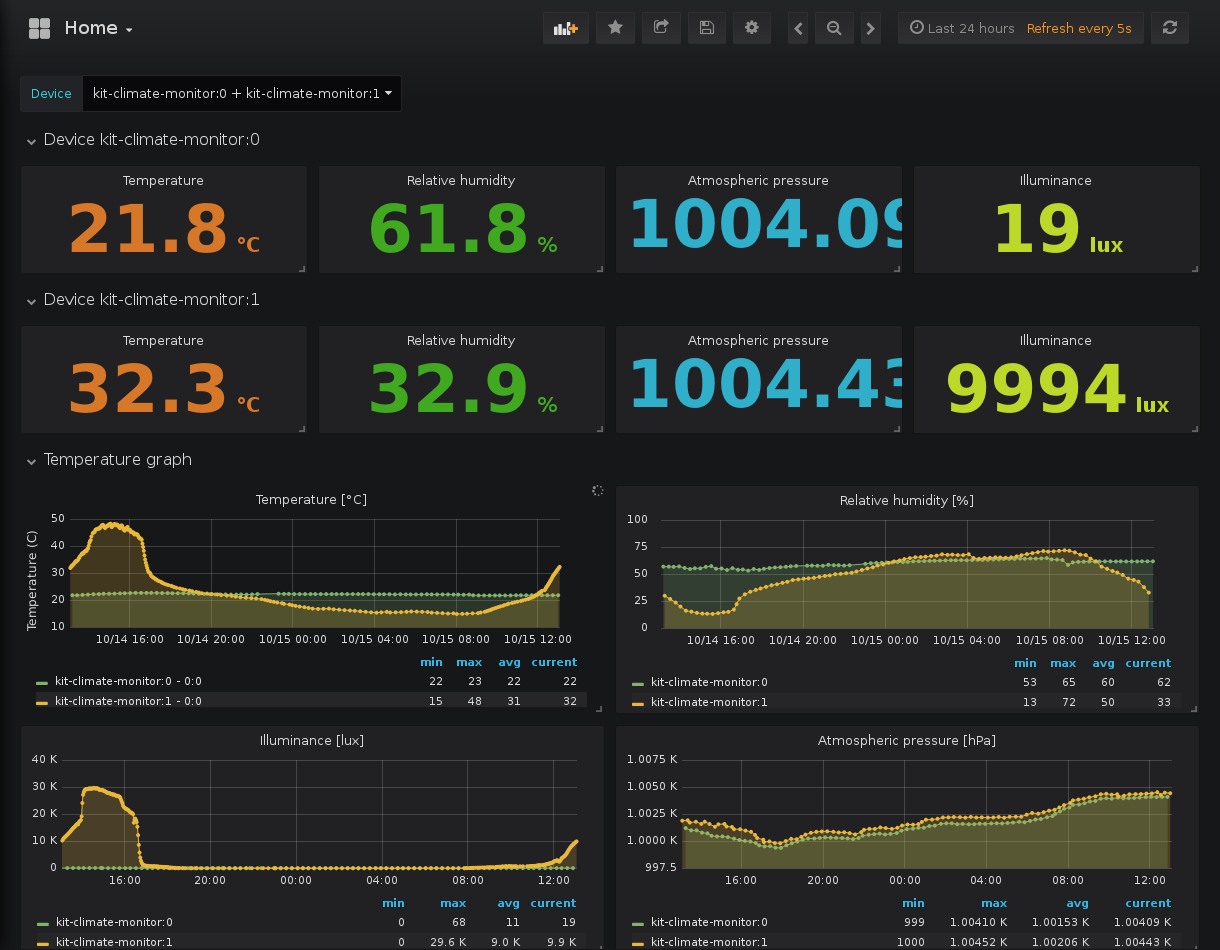 Home
Last 24 hours Refresh every 5s
Device kit-climate-monitor:0 + kit-climate-monitor:1
Device kit-climate-monitor:0
Temperature Relative humidity Atmospheric pressure Illuminance
21.8 °C 61.8 % 1004.09 19 lux
Device kit-climate-monitor:1
Temperature Relative humidity Atmospheric pressure Illuminance
32.3 °C 32.9 % 1004.43 9994 lux
Temperature graph
Temperature [°C]
Temperature (C)
50
40
30
20
10
10/14 16:00 10/14 20:00 10/15 00:00 10/15 04:00 10/15 08:00 10/15 12:00
min max avg current
kit-climate-monitor:0 - 0:0 22 23 22 22
kit-climate-monitor:1 - 0:0 15 48 31 32
Relative humidity [%]
100
75
50
25
0
10/14 16:00 10/14 20:00 10/15 00:00 10/15 04:00 10/15 08:00 10/15 12:00
min max avg current
kit-climate-monitor:0 53 65 60 62
kit-climate-monitor:1 13 72 50 33
Illuminance [lux]
40 K
30 K
20 K
10 K
0
16:00 20:00 00:00 04:00 08:00 12:00
min max avg current
kit-climate-monitor:0 0 68 11 19
kit-climate-monitor:1 0 29.6 K 9.0 K 9.9 K
Atmospheric pressure [hPa]
1.0075 K
1.0050 K
1.0025 K
1.0000 K
997.5
16:00 20:00 00:00 04:00 08:00 12:00
min max avg current
kit-climate-monitor:0 999 1.00410 K 1.00153 K 1.00409 K
kit-climate-monitor:1 1000 1.00452 K 1.00206 K 1.00443 K